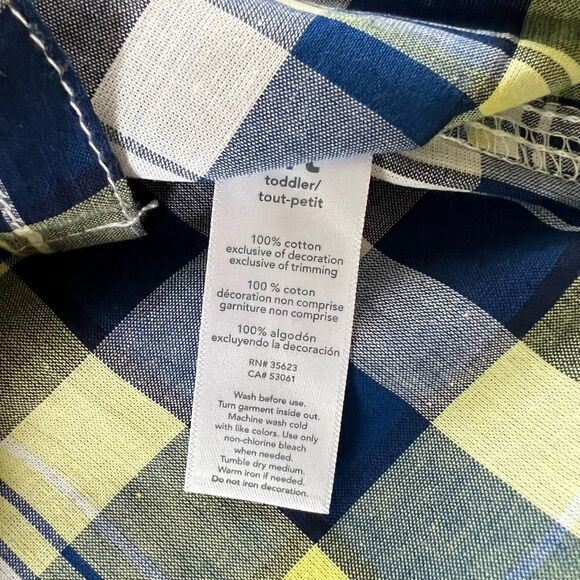 toddler/
tout-petit
100% cotton
exclusive of decoration
exclusive of trimming
100 % coton
décoration non comprise
garniture non comprise
100% algodón
excluyendo la decoración
RN# 35623
CA# 53061
Wash before use.
Turn garment inside out.
Machine wash cold
with like colors. Use only
non-chlorine bleach
when needed.
Tumble dry medium.
Warm iron if needed.
Do not iron decoration.